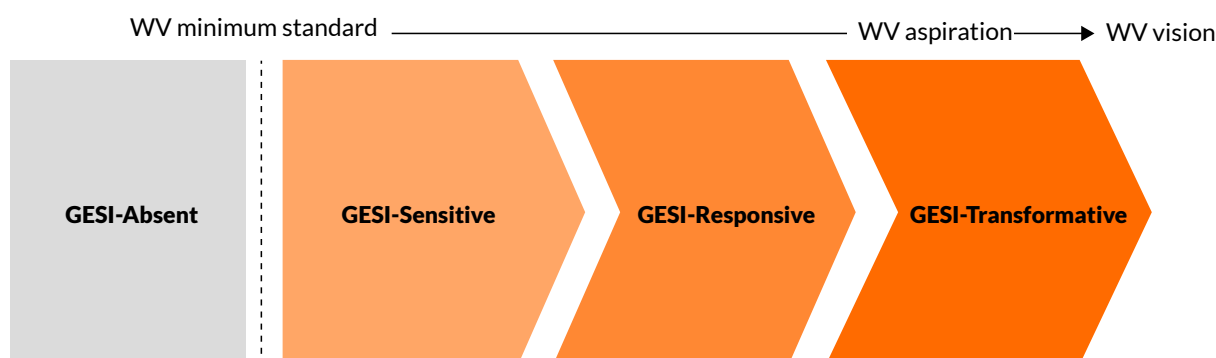 WV minimum standard WV aspiration WV vision
GESI-Absent GESI-Sensitive GESI-Responsive GESI-Transformative